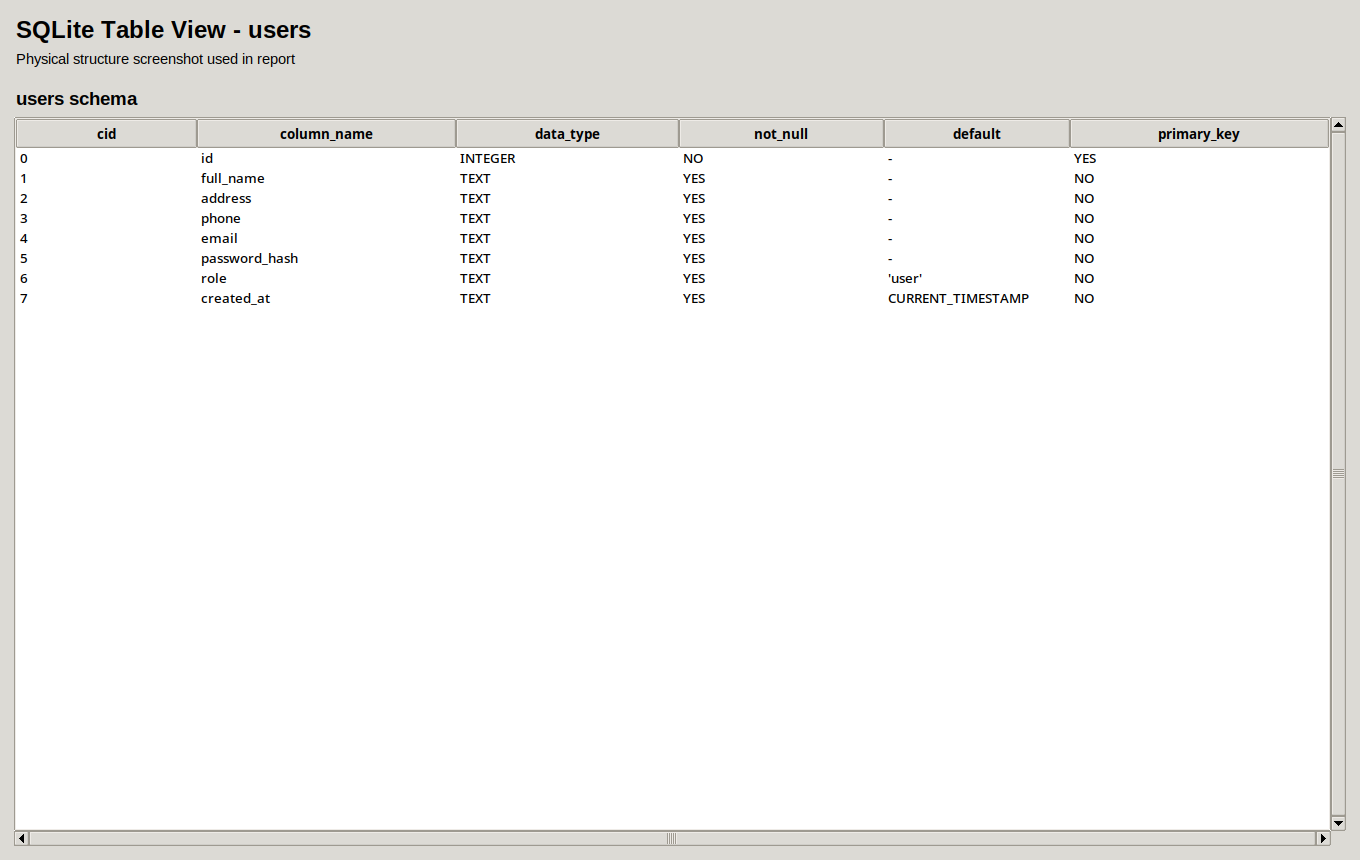 SQLite Table View - users
Physical structure screenshot used in report
users schema
cid column_name data_type not_null default primary_key
0 id INTEGER NO - YES
1 full_name TEXT YES - NO
2 address TEXT YES - NO
3 phone TEXT YES - NO
4 email TEXT YES - NO
5 password_hash TEXT YES - NO
6 role TEXT YES 'user' NO
7 created_at TEXT YES CURRENT_TIMESTAMP NO